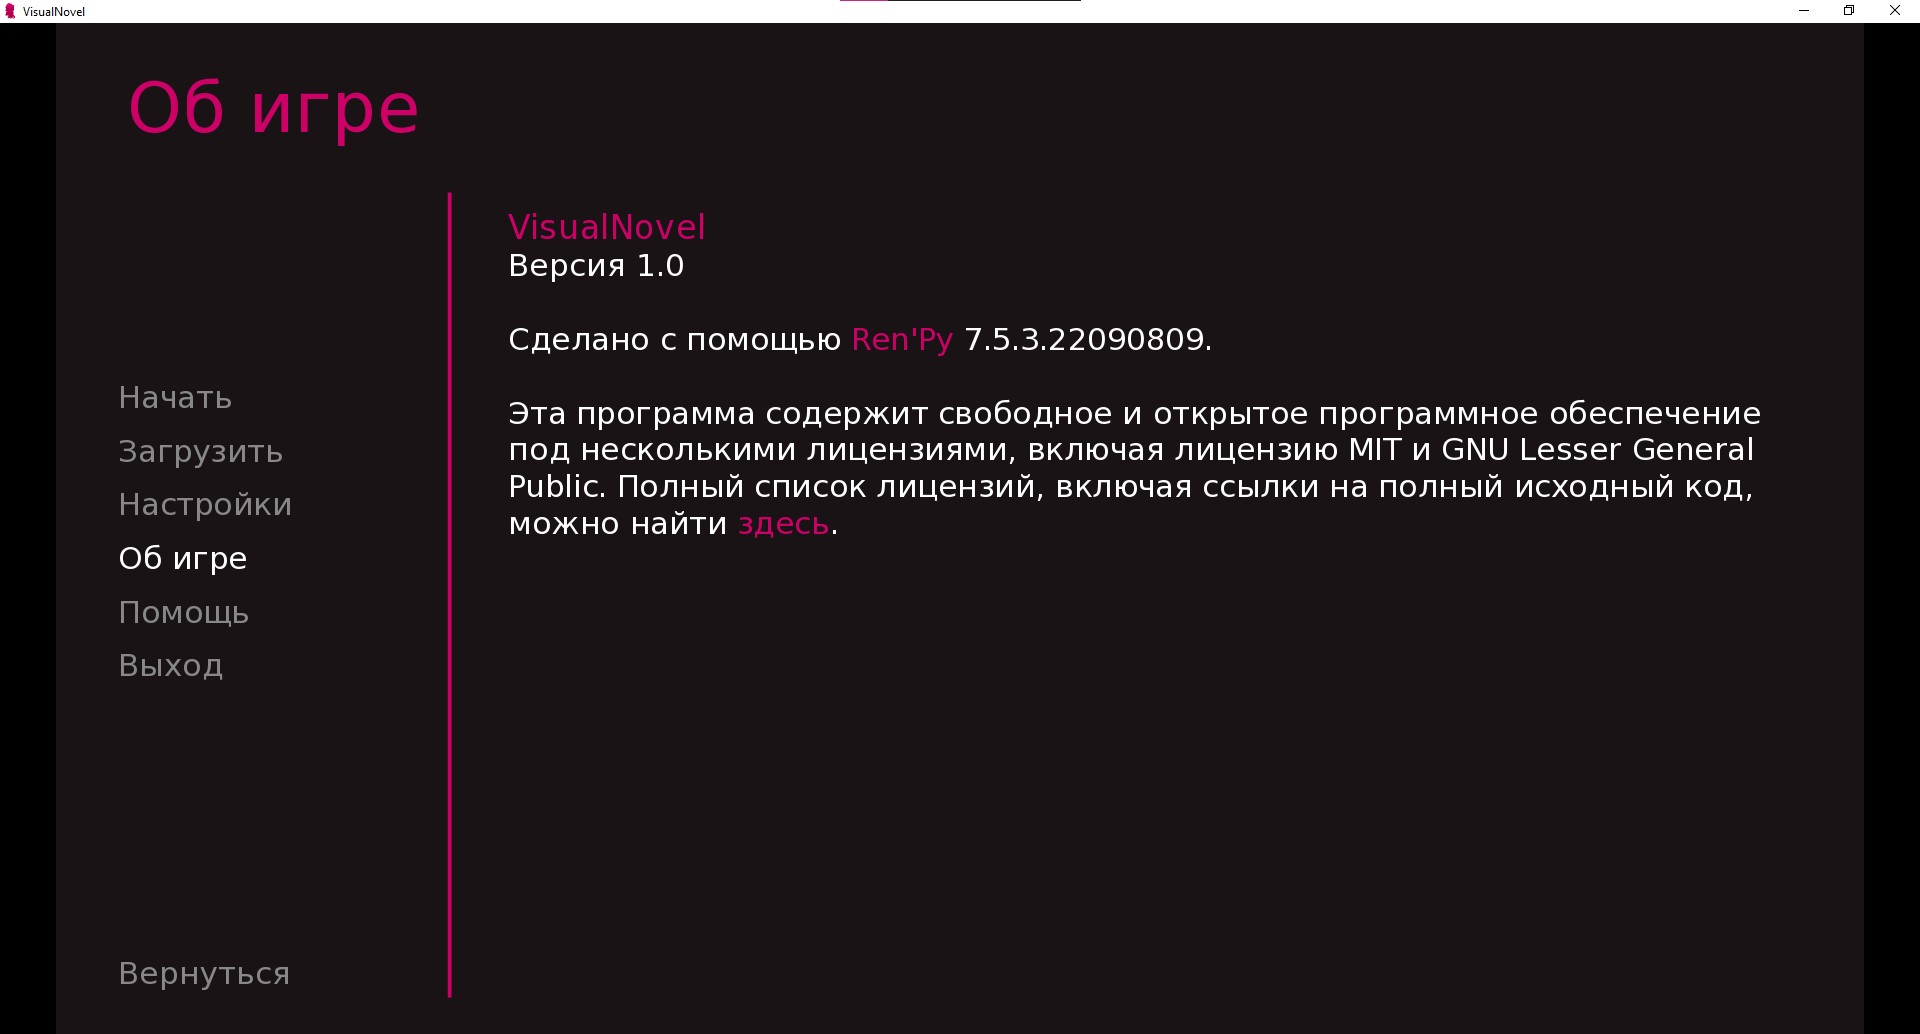 VisualNovel
Об игре
Начать
Загрузить
Настройки
Об игре
Помощь
Выход
Вернуться
VisualNovel
Версия 1.0
Сделано с помощью Ren'Py 7.5.3.22090809.
Эта программа содержит свободное и открытое программное обеспечение
под несколькими лицензиями, включая лицензию MIT и GNU Lesser General
Public. Полный список лицензий, включая ссылки на полный исходный код,
можно найти здесь.